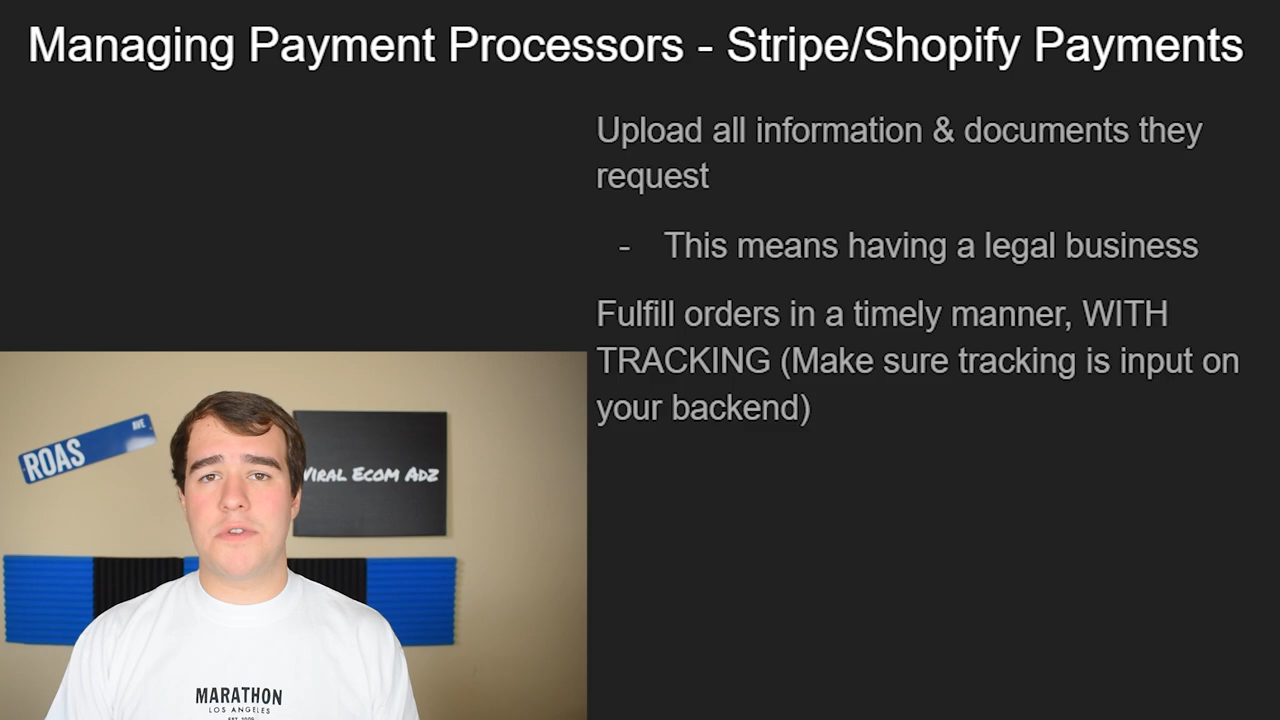 Managing Payment Processors - Stripe/Shopify Payments
Upload all information & documents they
request
- This means having a legal business
Fulfill orders in a timely manner, WITH
TRACKING (Make sure tracking is input on
your backend)
ROAS AVE
Viral Ecom Adz
MARATHON
LOS ANGELES